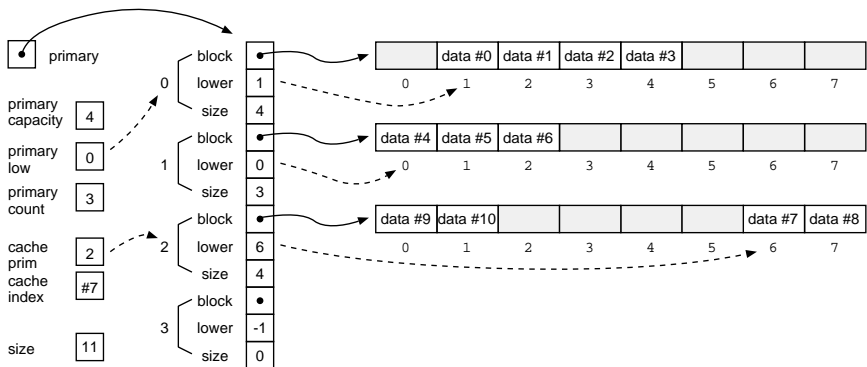 primary
primary
capacity
4
primary
low
0
primary
count
3
cache
prim
2
cache
index
#7
size
11
0
block
lower
1
size
4
1
block
lower
0
size
3
2
block
lower
6
size
4
3
block
lower
-1
size
0
data #0 data #1 data #2 data #3
0 1 2 3 4 5 6 7
data #4 data #5 data #6
0 1 2 3 4 5 6 7
data #9 data #10 data #7 data #8
0 1 2 3 4 5 6 7